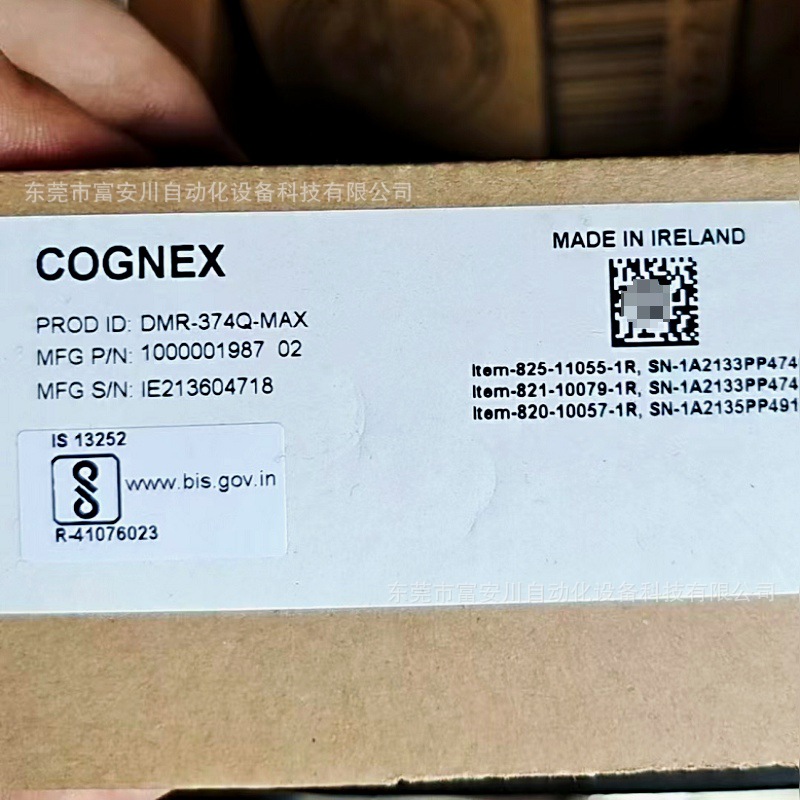 东莞市富安川自动化设备科技有限公司
COGNEX
PROD ID: DMR-374Q-MAX
MFG P/N: 1000001987 02
MFG S/N: IE213604718
MADE IN IRELAND
Item-825-11055-1R, SN-1A2133PP474
Item-821-10079-1R, SN-1A2133PP474
Item-820-10057-1R, SN-1A2135PP491
IS 13252
www.bis.gov.in
R-41076023
东莞市富安川自动化设备科技有限公司